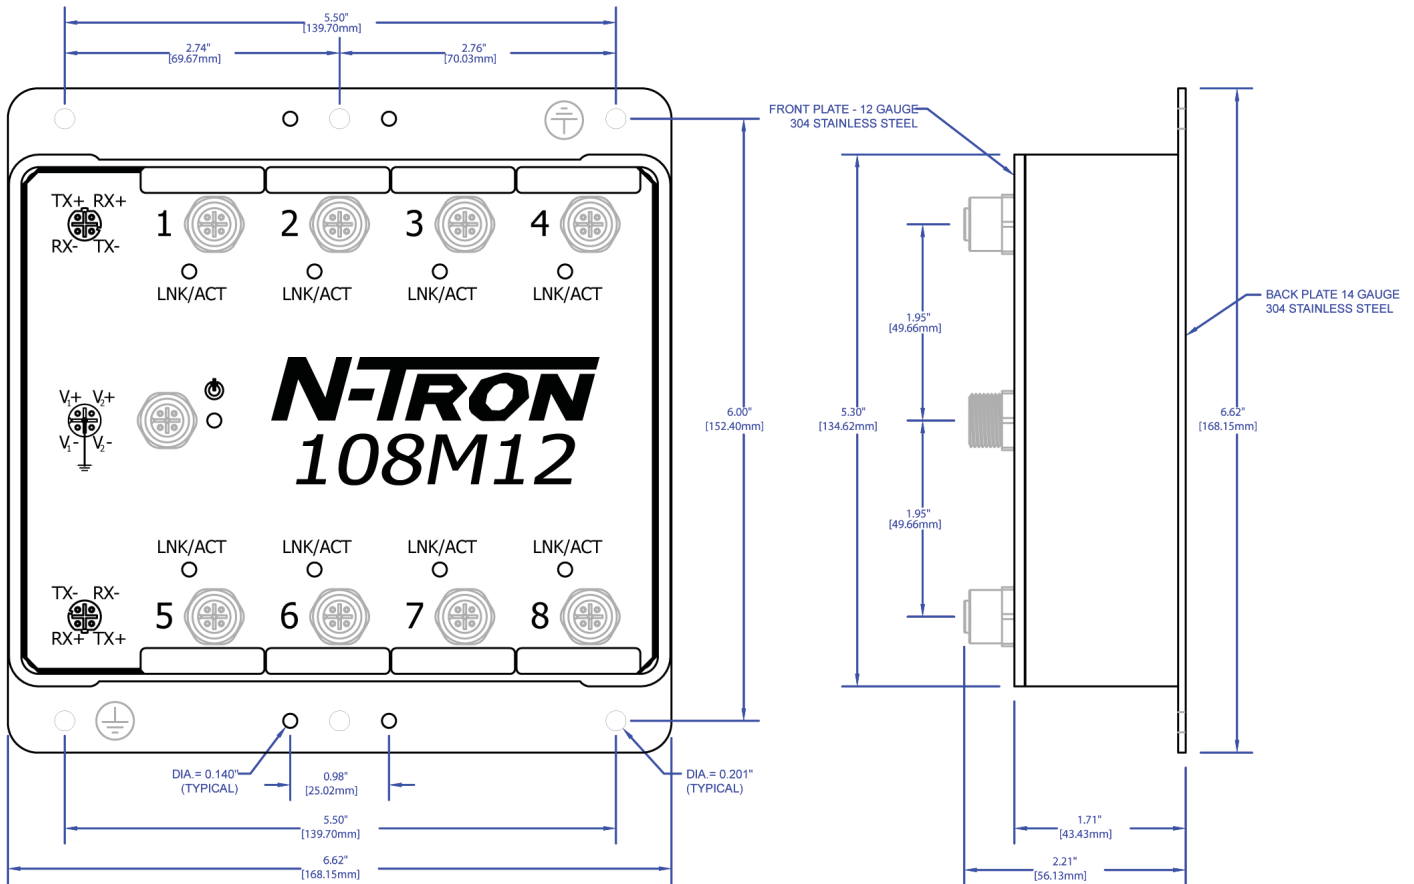 5.50"
[139.70mm]
2.74"
[69.67mm]
2.76"
[70.03mm]
FRONT PLATE - 12 GAUGE
304 STAINLESS STEEL
TX+ RX+
RX- TX-
1
2
3
4
LNK/ACT
LNK/ACT
LNK/ACT
LNK/ACT
BACK PLATE 14 GAUGE
304 STAINLESS STEEL
1.95"
[49.66mm]
V1+ V2+
V1- V2-
N-TRON
108M12
6.00"
[152.40mm]
5.30"
[134.62mm]
6.62"
[168.15mm]
1.95"
[49.66mm]
LNK/ACT
LNK/ACT
LNK/ACT
LNK/ACT
TX- RX-
RX+ TX+
5
6
7
8
DIA.= 0.140"
(TYPICAL)
0.98"
[25.02mm]
DIA.= 0.201"
(TYPICAL)
5.50"
[139.70mm]
6.62"
[168.15mm]
1.71"
[43.43mm]
2.21"
[56.13mm]